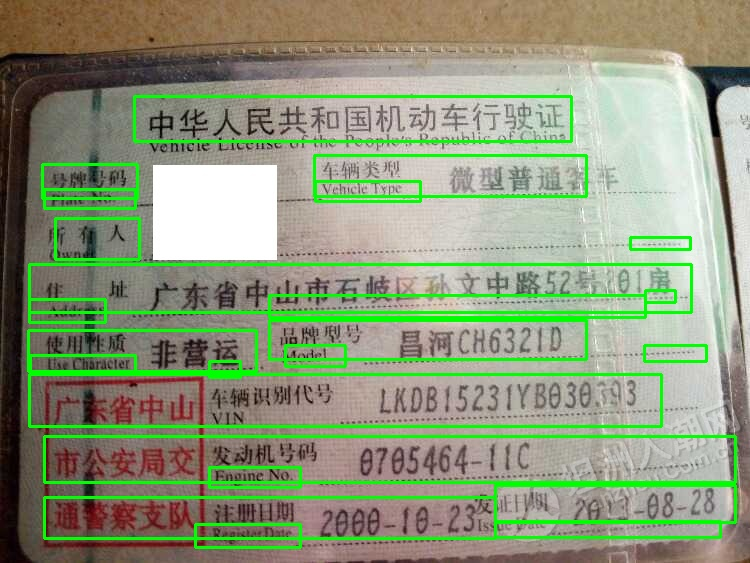 中华人民共和国机动车行驶证
Vehicle License of the People's Republic of China
号牌号码 车辆类型 微型普通客车
Plate No. Vehicle Type
所有人
Owner
住址 广东省中山市石岐区孙文中路52号301房
Address
使用性质 非营运 品牌型号 昌河CH6321D
Use Character Model
广东省中山 车辆识别代号 LKDB15231YB030393
VIN
市公安局交 发动机号码 0705464-11C
Engine No.
通警察支队 注册日期 2000-10-23 发证日期 2013-08-28
Register Date Issue Date